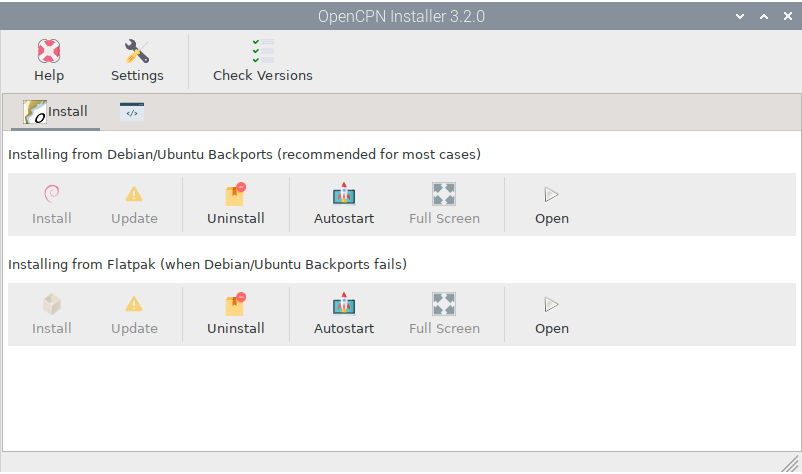 OpenCPN Installer 3.2.0
Help Settings Check Versions
Install </>
Installing from Debian/Ubuntu Backports (recommended for most cases)
Install Update Uninstall Autostart Full Screen Open
Installing from Flatpak (when Debian/Ubuntu Backports fails)
Install Update Uninstall Autostart Full Screen Open